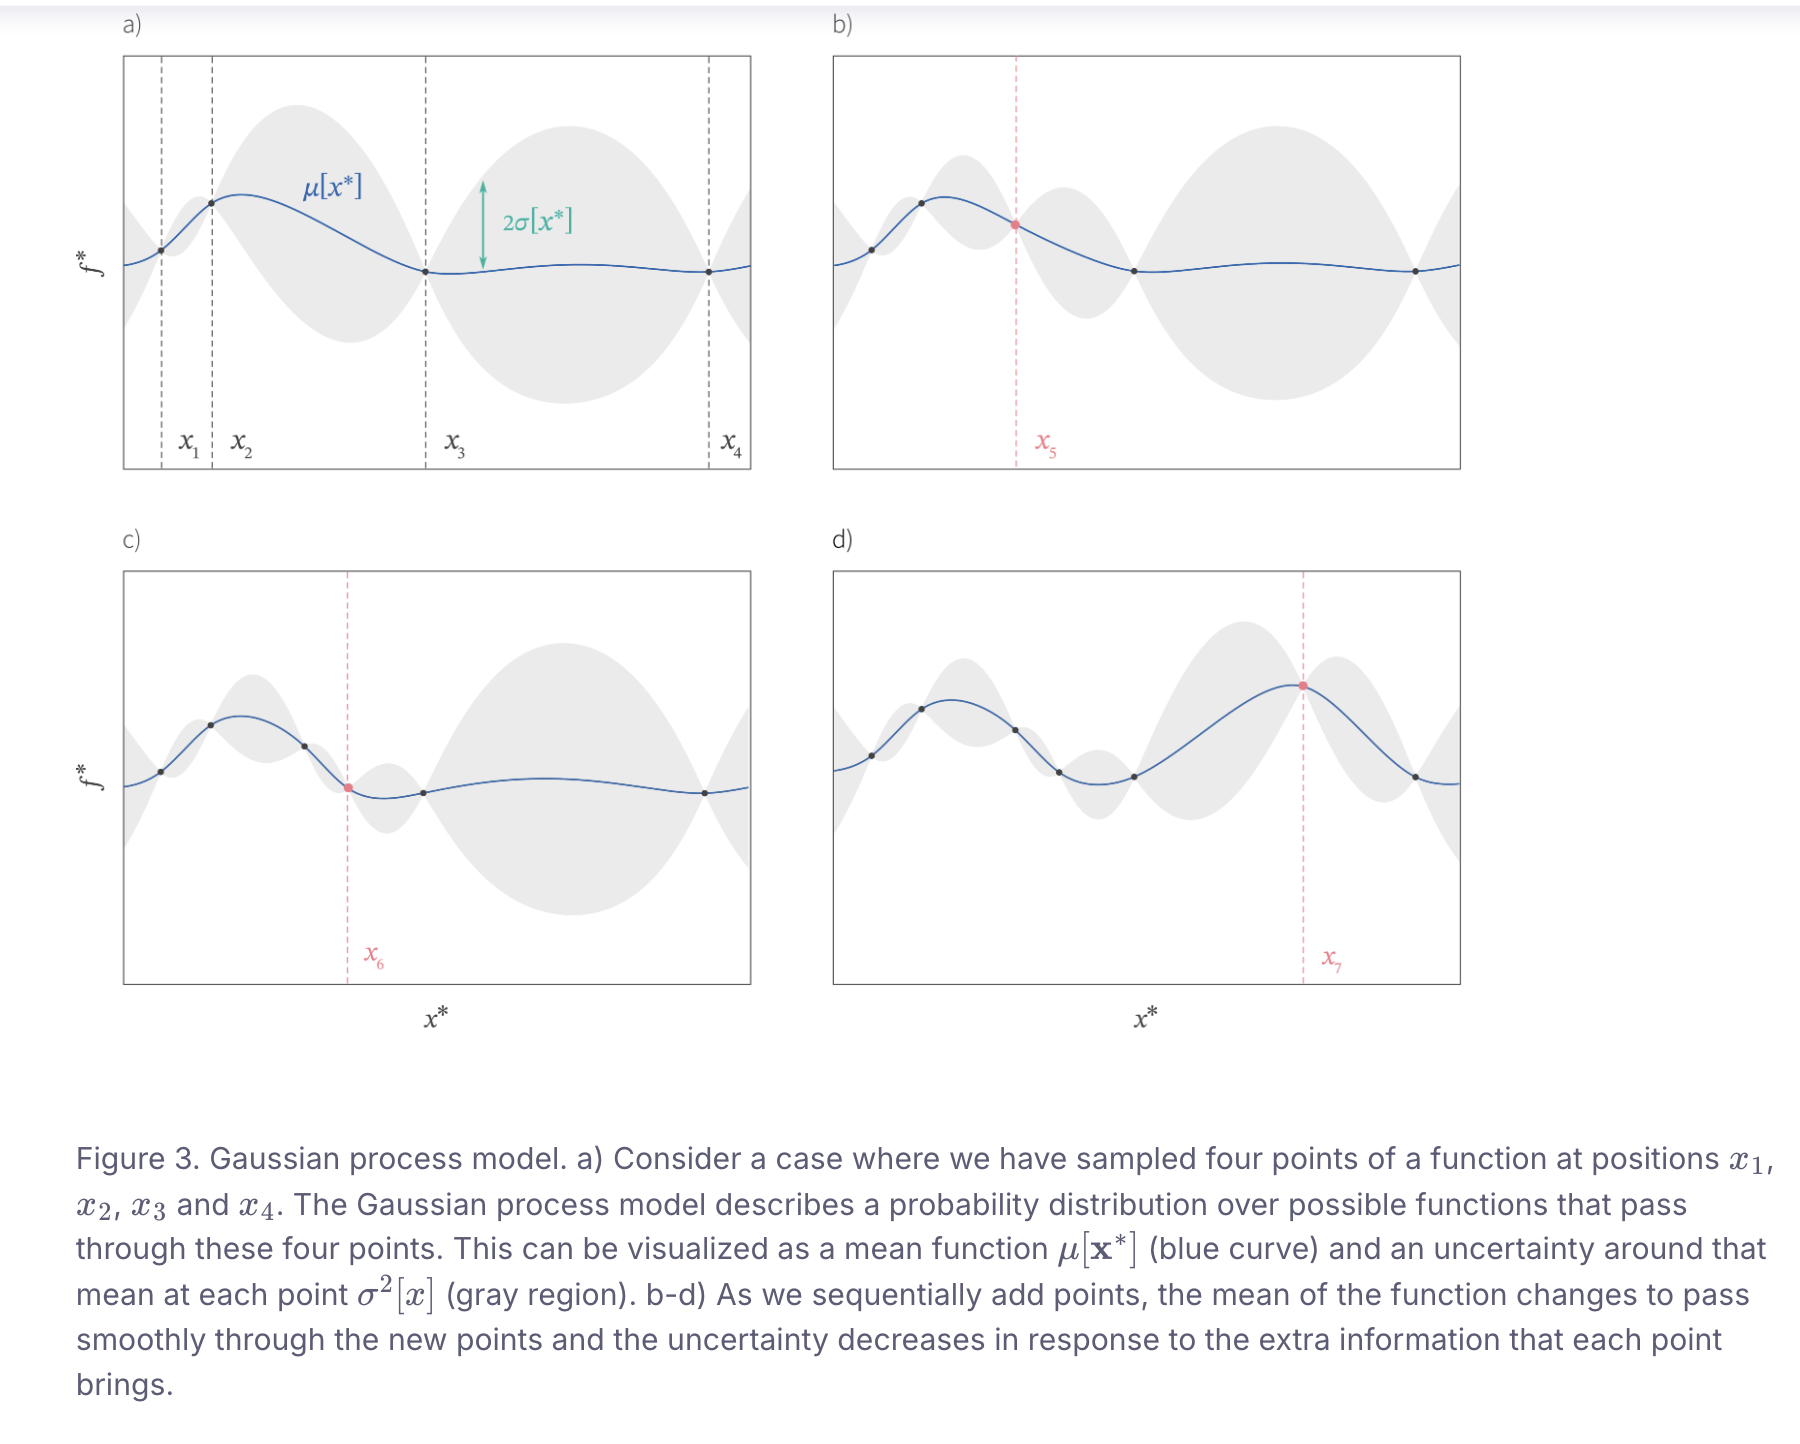 a)
b)
μ[x*]
2σ[x*]
f*
x₁ x₂ x₃ x₄
x₅
c)
d)
f*
x₆
x₇
x*
x*
Figure 3. Gaussian process model. a) Consider a case where we have sampled four points of a function at positions x₁,
x₂, x₃ and x₄. The Gaussian process model describes a probability distribution over possible functions that pass
through these four points. This can be visualized as a mean function μ[𝐱*] (blue curve) and an uncertainty around that
mean at each point σ²[x] (gray region). b-d) As we sequentially add points, the mean of the function changes to pass
smoothly through the new points and the uncertainty decreases in response to the extra information that each point
brings.